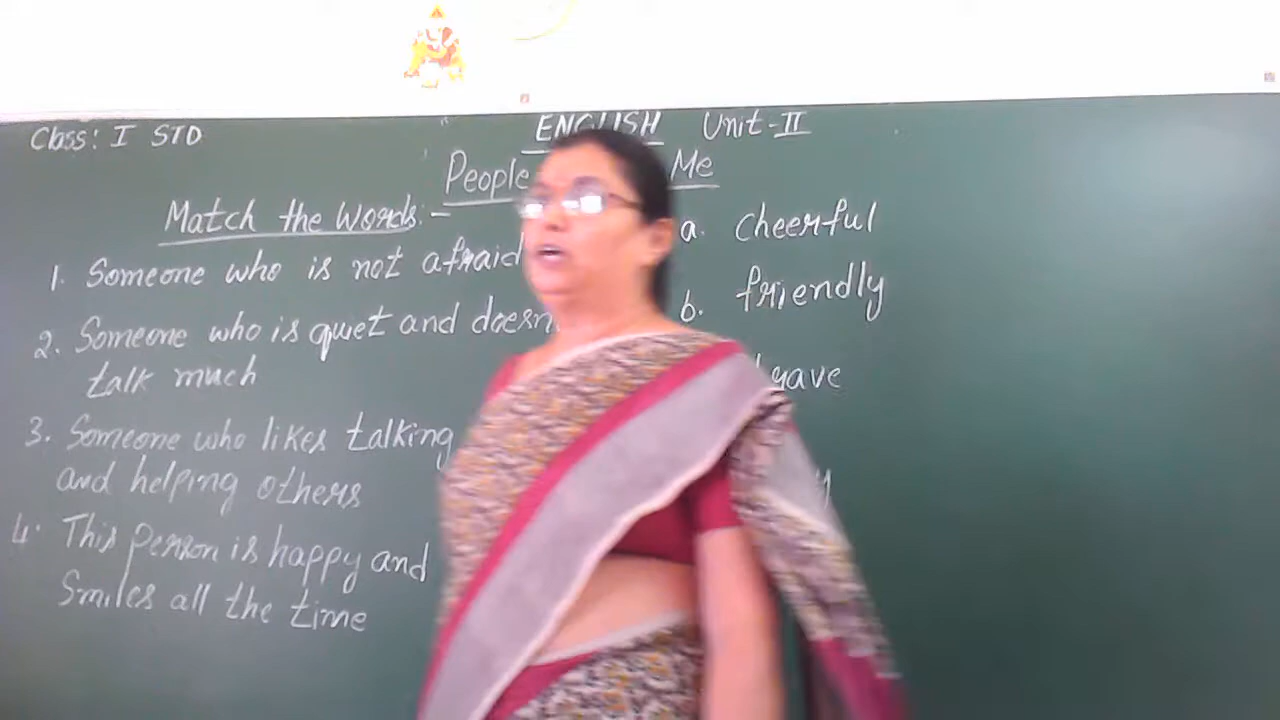 Class: I STD
ENGLISH Unit-II
People Me
Match the Words:-
1. Someone who is not afraid
2. Someone who is quiet and doesn
talk much
3. Someone who likes talking
and helping others
4. This person is happy and
Smiles all the time
a. cheerful
b. friendly
rave
y